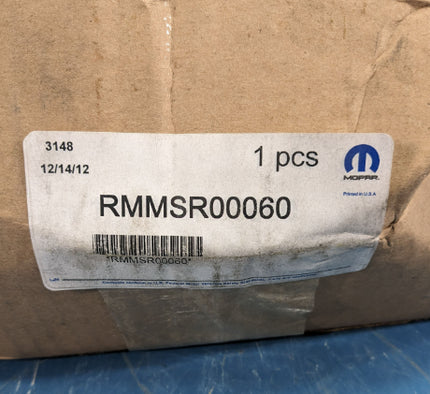 3148
1 pcs
12/14/12
MOPAR
Printed in U.S.A
RMMSR00060
*RMMSR00060*